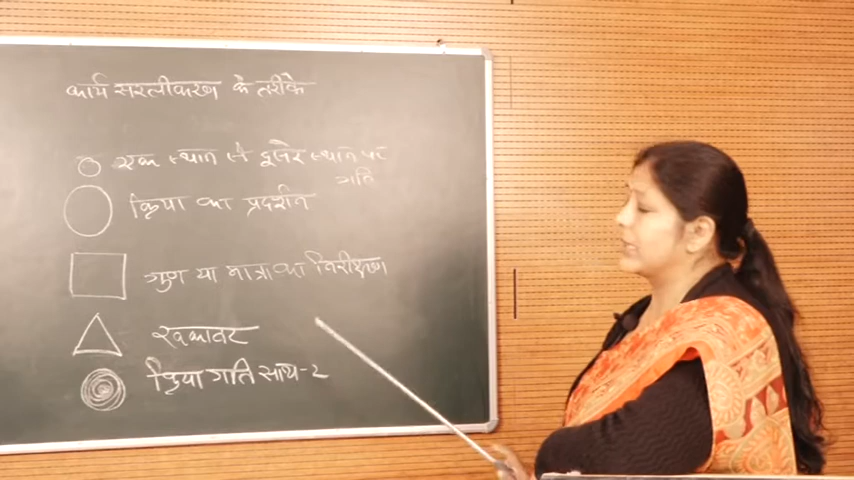 कार्य सरलीकरण के तरीके
एक स्थान से दूसरे स्थान पर
गति
क्रिया का प्रदर्शन
गुण या मात्रा का निरीक्षण
रुकावट
क्रिया गति साथ-2